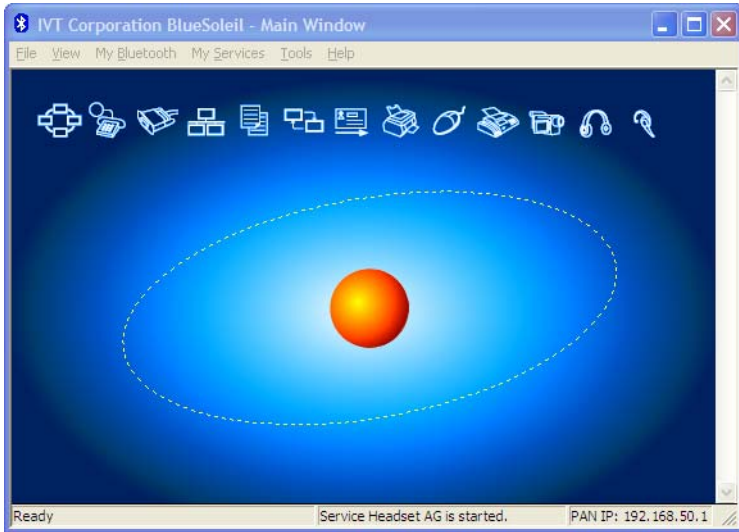 IVT Corporation BlueSoleil - Main Window
File View My Bluetooth My Services Tools Help
Ready Service Headset AG is started. PAN IP: 192.168.50.1